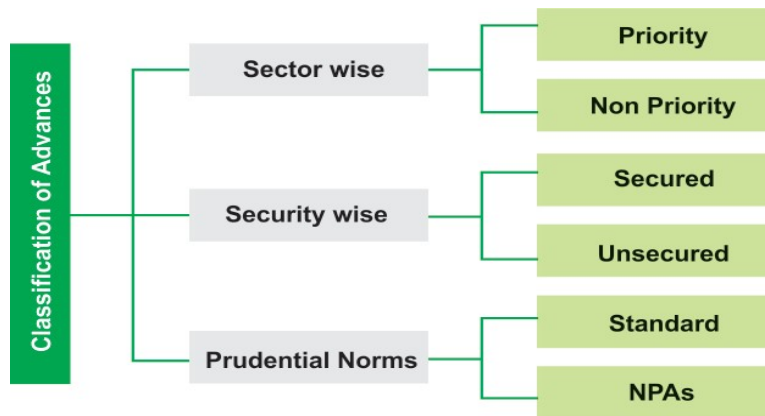 Classification of Advances
Sector wise
Priority
Non Priority
Security wise
Secured
Unsecured
Prudential Norms
Standard
NPAs